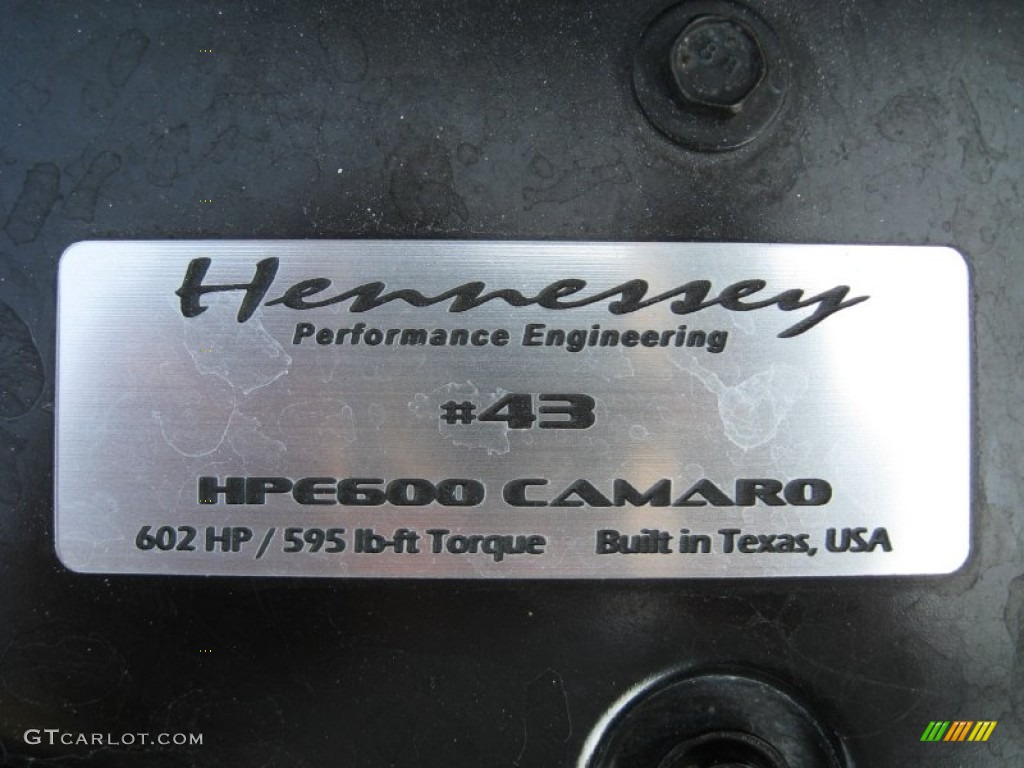 Hennessey
Performance Engineering
#43
HPE600 CAMARO
602 HP / 595 lb-ft Torque Built in Texas, USA
GTCARLOT.COM